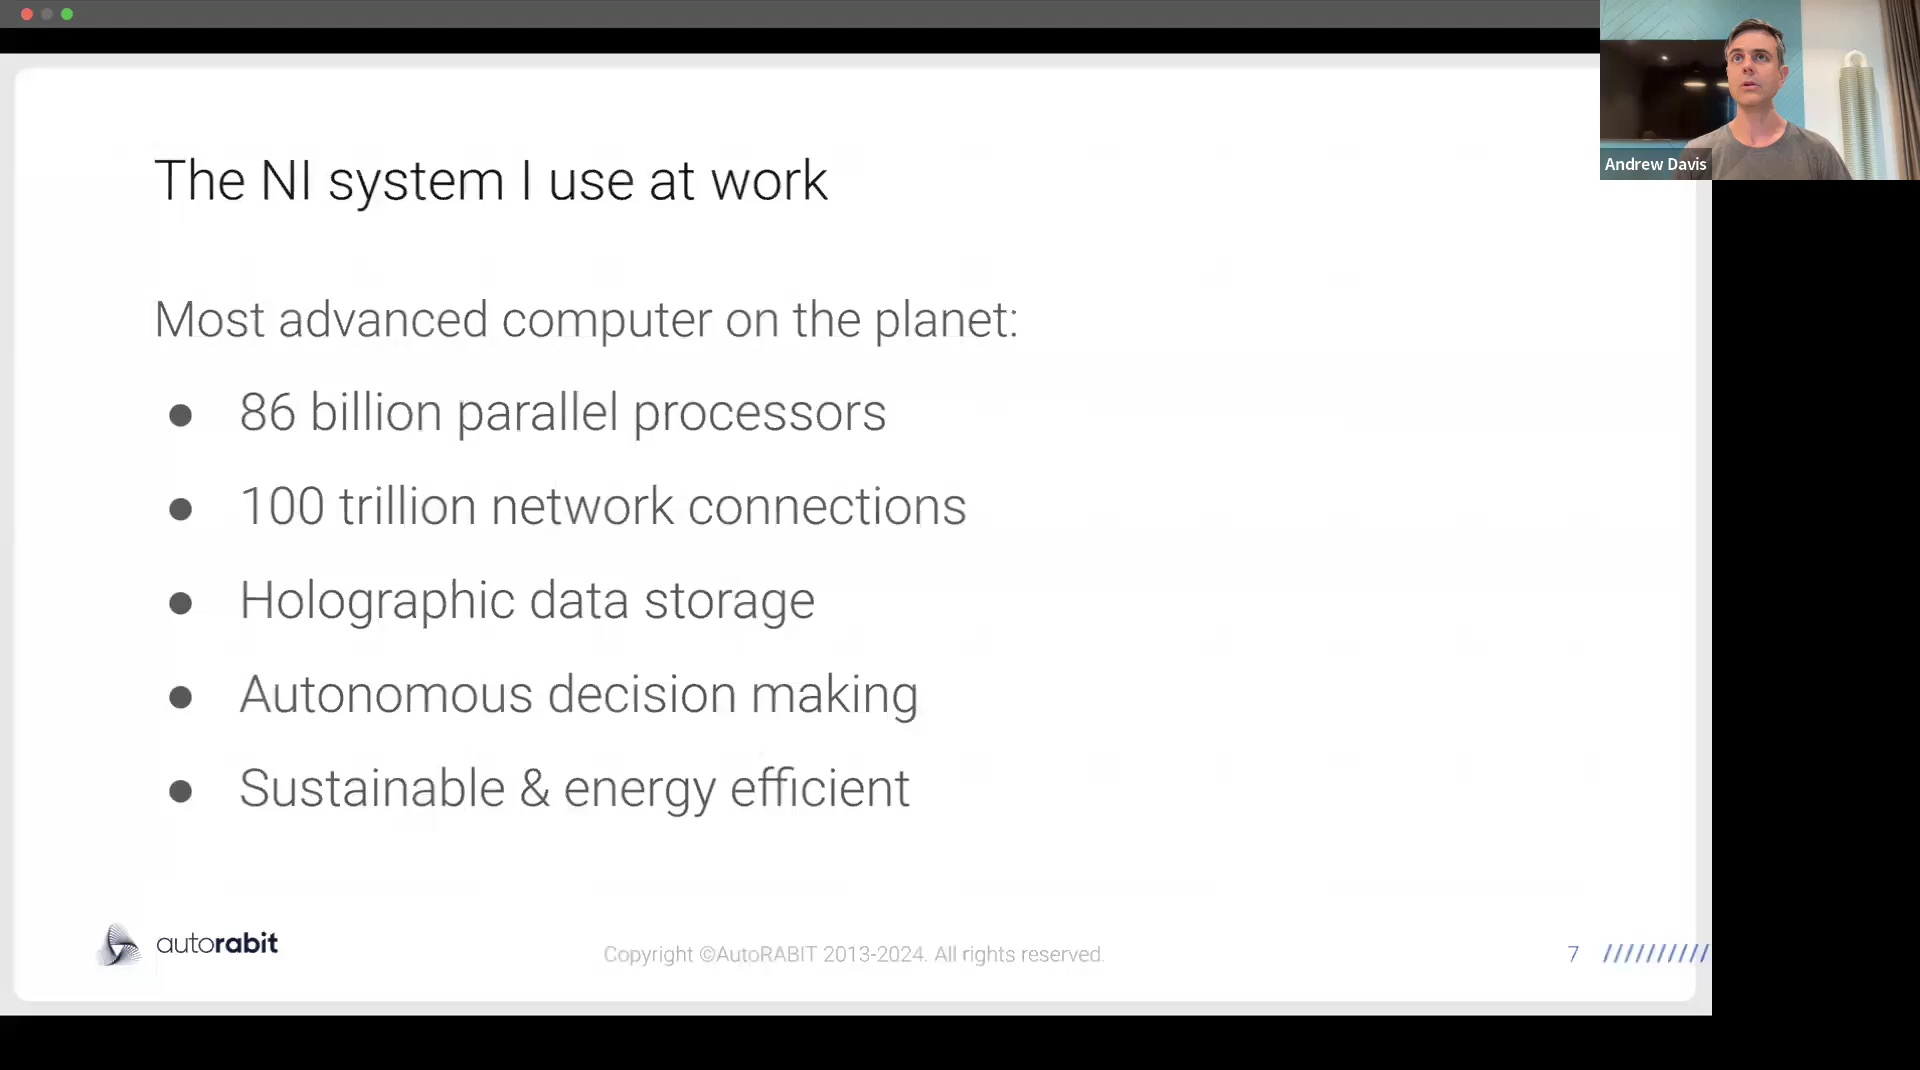 Andrew Davis
The NI system I use at work
Most advanced computer on the planet:
● 86 billion parallel processors
● 100 trillion network connections
● Holographic data storage
● Autonomous decision making
● Sustainable & energy efficient
autorabit
Copyright ©AutoRABIT 2013-2024. All rights reserved.
7